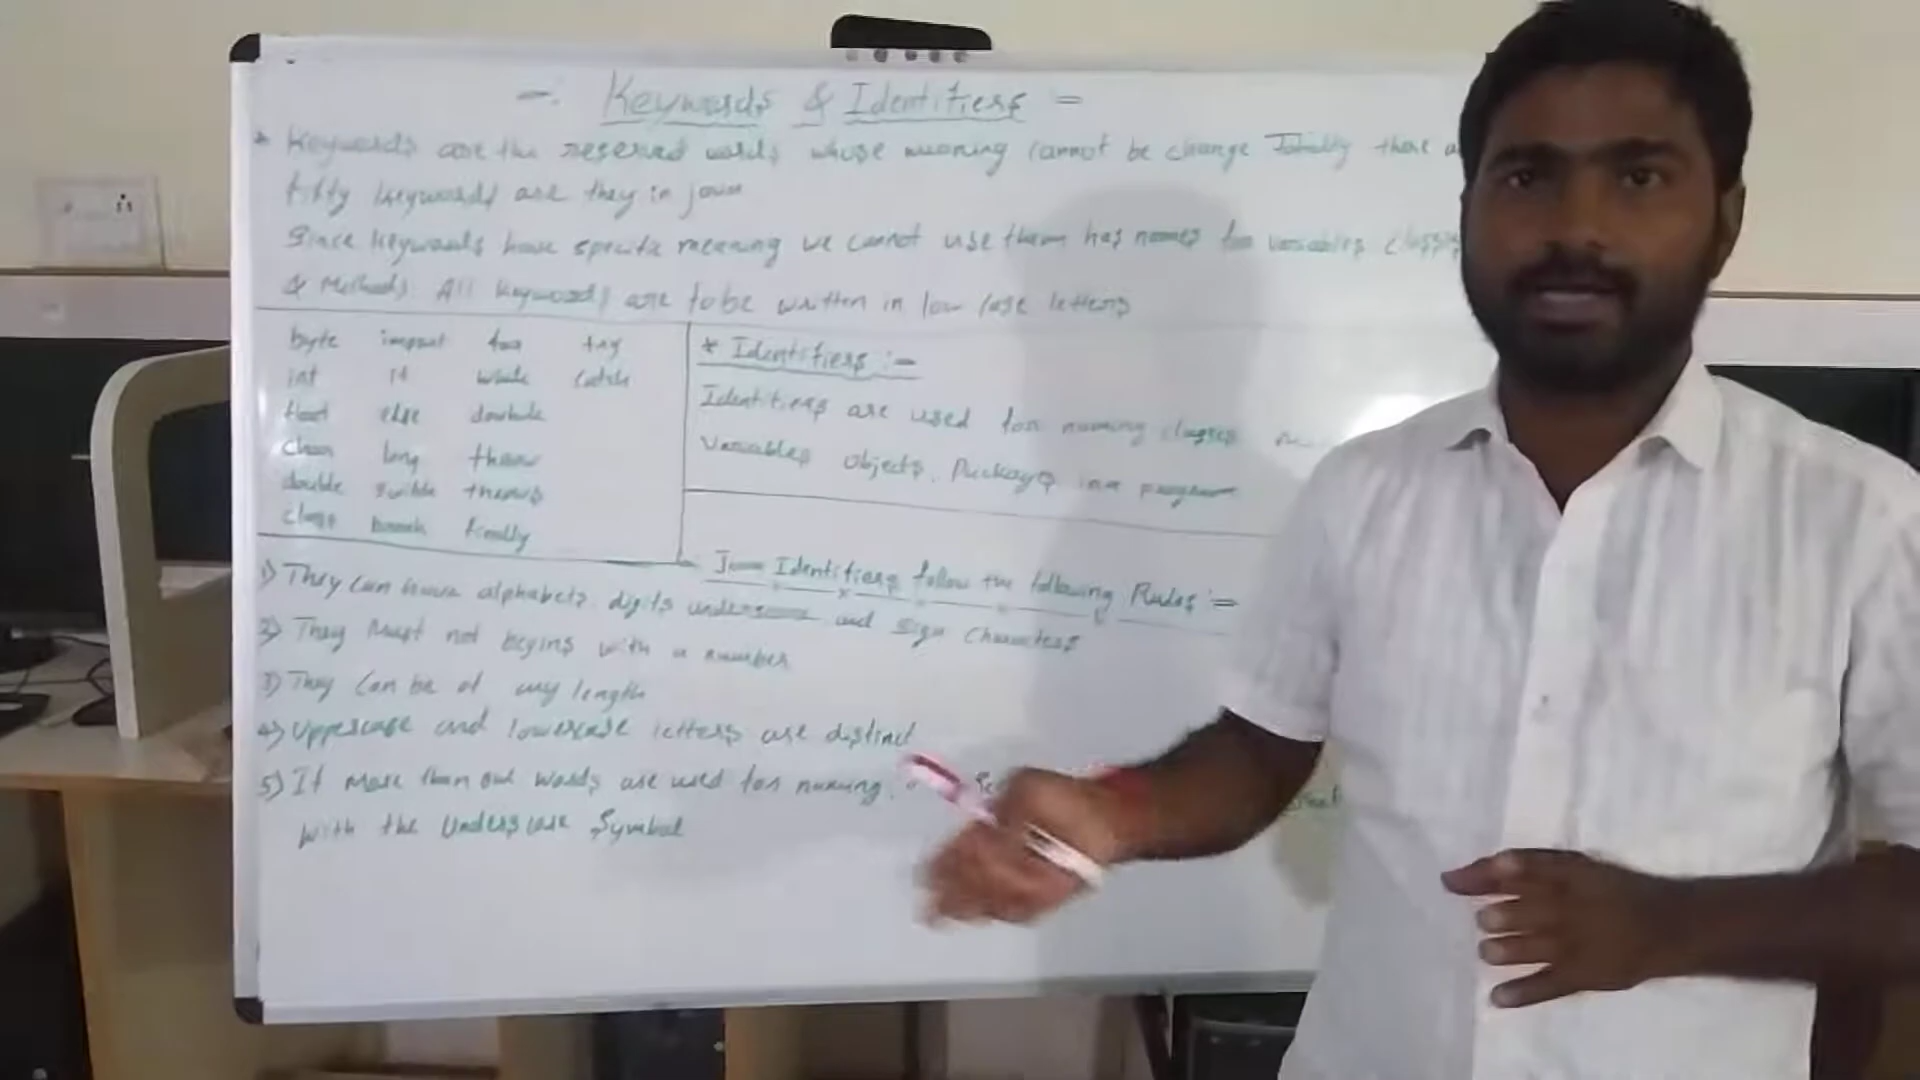 -: Keywords & Identifiers =
* Keywords are the reserved words whose meaning cannot be change Totally there a
fifty keywords are they in java
Since keywords have specific meaning we cannot use them has names for variables classes
& Methods. All keywords are to be written in low case letters
byte import for try
int if while catch
float else double
char long throw
double throws
class break finally
* Identifiers :-
Identifiers are used for naming classes
Variables objects, Packages in a program
Java Identifiers follow the following Rules :=
1) They can have alphabets digits underscore and sign Characters
2) They Must not begins with a number
3) They Can be of any length
4) Uppercase and lowercase letters are distinct
5) If more than one words are used for naming,
with the Underscore Symbol